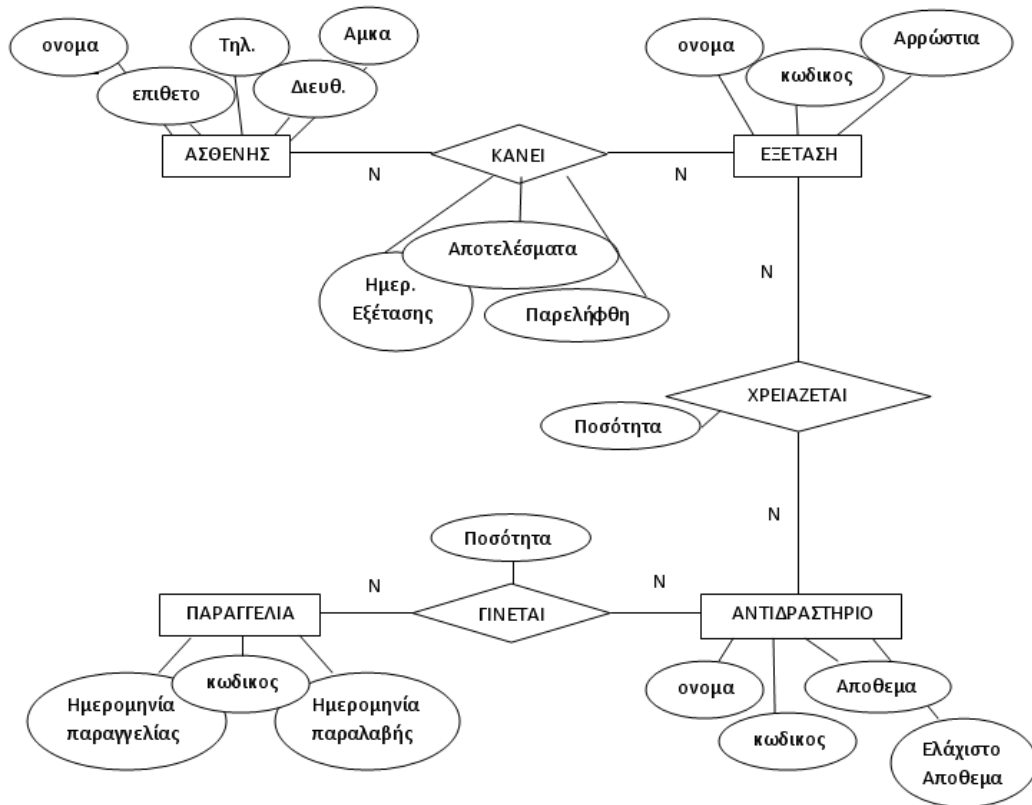 ονομα
Τηλ.
Αμκα
επιθετο
Διευθ.
ονομα
κωδικος
Αρρώστια
ΑΣΘΕΝΗΣ
N
ΚΑΝΕΙ
N
ΕΞΕΤΑΣΗ
Αποτελέσματα
Ημερ.
Εξέτασης
Παρελήφθη
N
ΧΡΕΙΑΖΕΤΑΙ
Ποσότητα
N
Ποσότητα
ΠΑΡΑΓΓΕΛΙΑ
N
ΓΙΝΕΤΑΙ
N
ΑΝΤΙΔΡΑΣΤΗΡΙΟ
Ημερομηνία
παραγγελίας
κωδικος
Ημερομηνία
παραλαβής
ονομα
κωδικος
Αποθεμα
Ελάχιστο
Αποθεμα